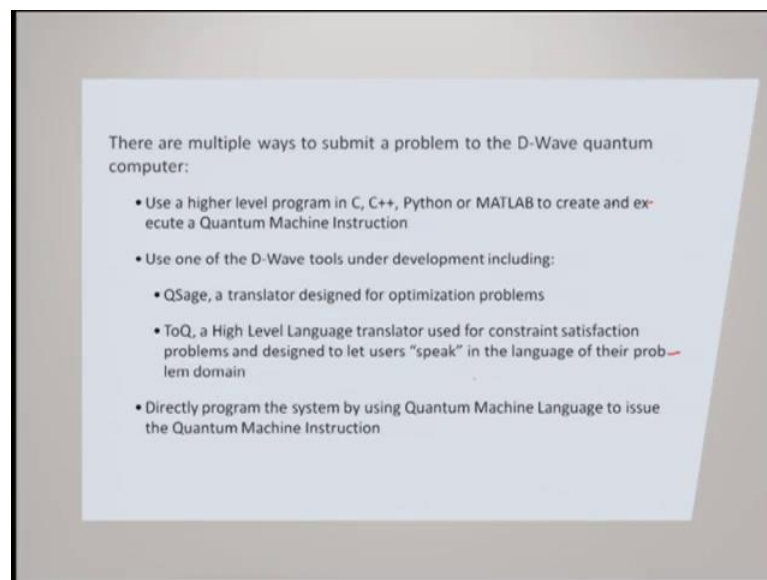 There are multiple ways to submit a problem to the D-Wave quantum
computer:
• Use a higher level program in C, C++, Python or MATLAB to create and ex-
ecute a Quantum Machine Instruction
• Use one of the D-Wave tools under development including:
• QSage, a translator designed for optimization problems
• ToQ, a High Level Language translator used for constraint satisfaction
problems and designed to let users “speak” in the language of their prob-
lem domain
• Directly program the system by using Quantum Machine Language to issue
the Quantum Machine Instruction